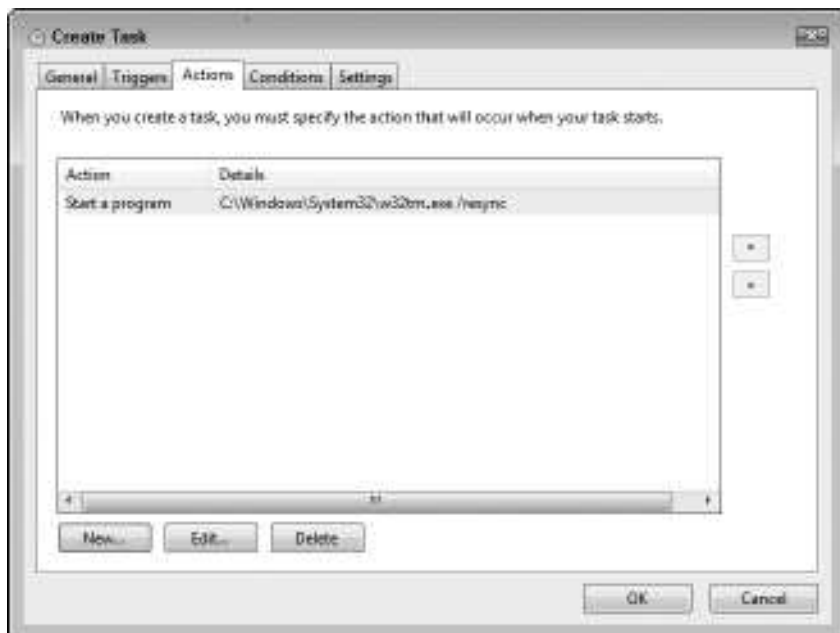 Create Task
General Triggers Actions Conditions Settings
When you create a task, you must specify the action that will occur when your task starts.
Action Details
Start a program C:\Windows\System32\w32tm.exe /resync
New... Edit... Delete
OK Cancel